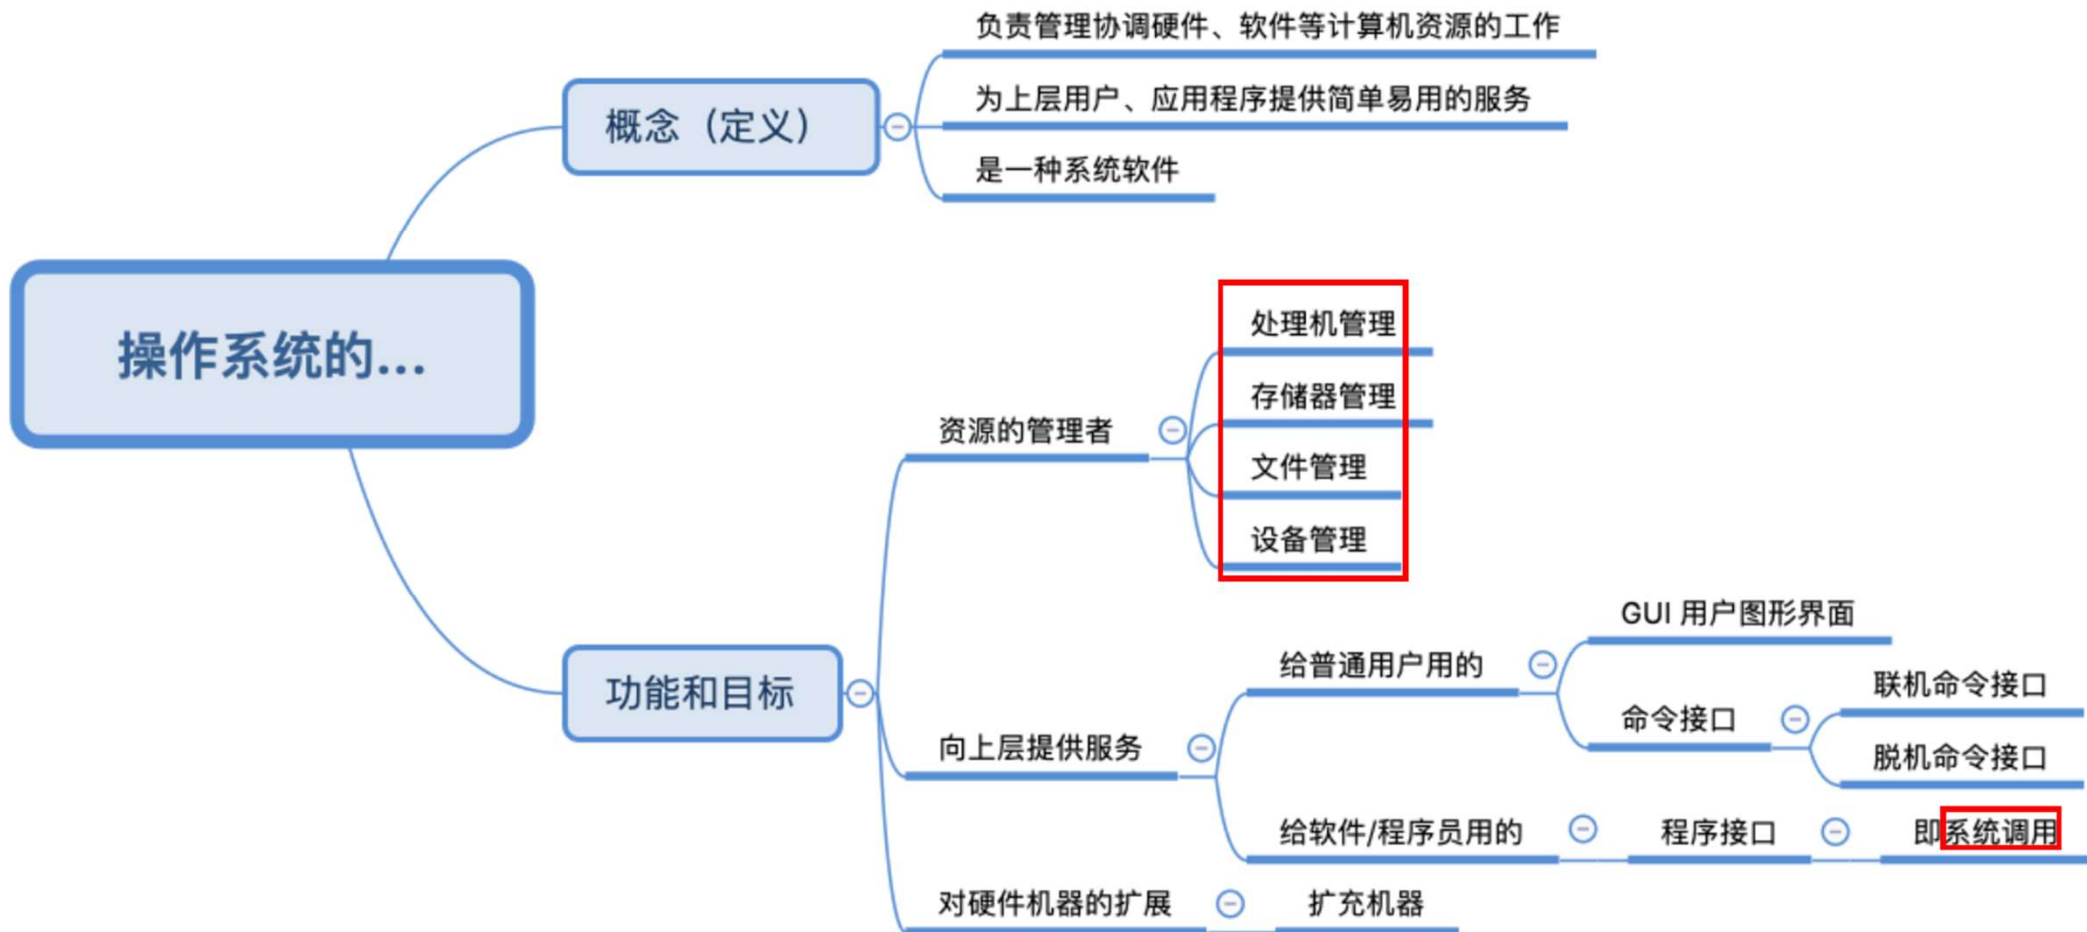 负责管理协调硬件、软件等计算机资源的工作
概念（定义）
为上层用户、应用程序提供简单易用的服务
是一种系统软件
操作系统的...
处理机管理
存储器管理
资源的管理者
文件管理
设备管理
功能和目标
GUI 用户图形界面
给普通用户用的
联机命令接口
命令接口
脱机命令接口
向上层提供服务
给软件/程序员用的
程序接口
即系统调用
对硬件机器的扩展
扩充机器